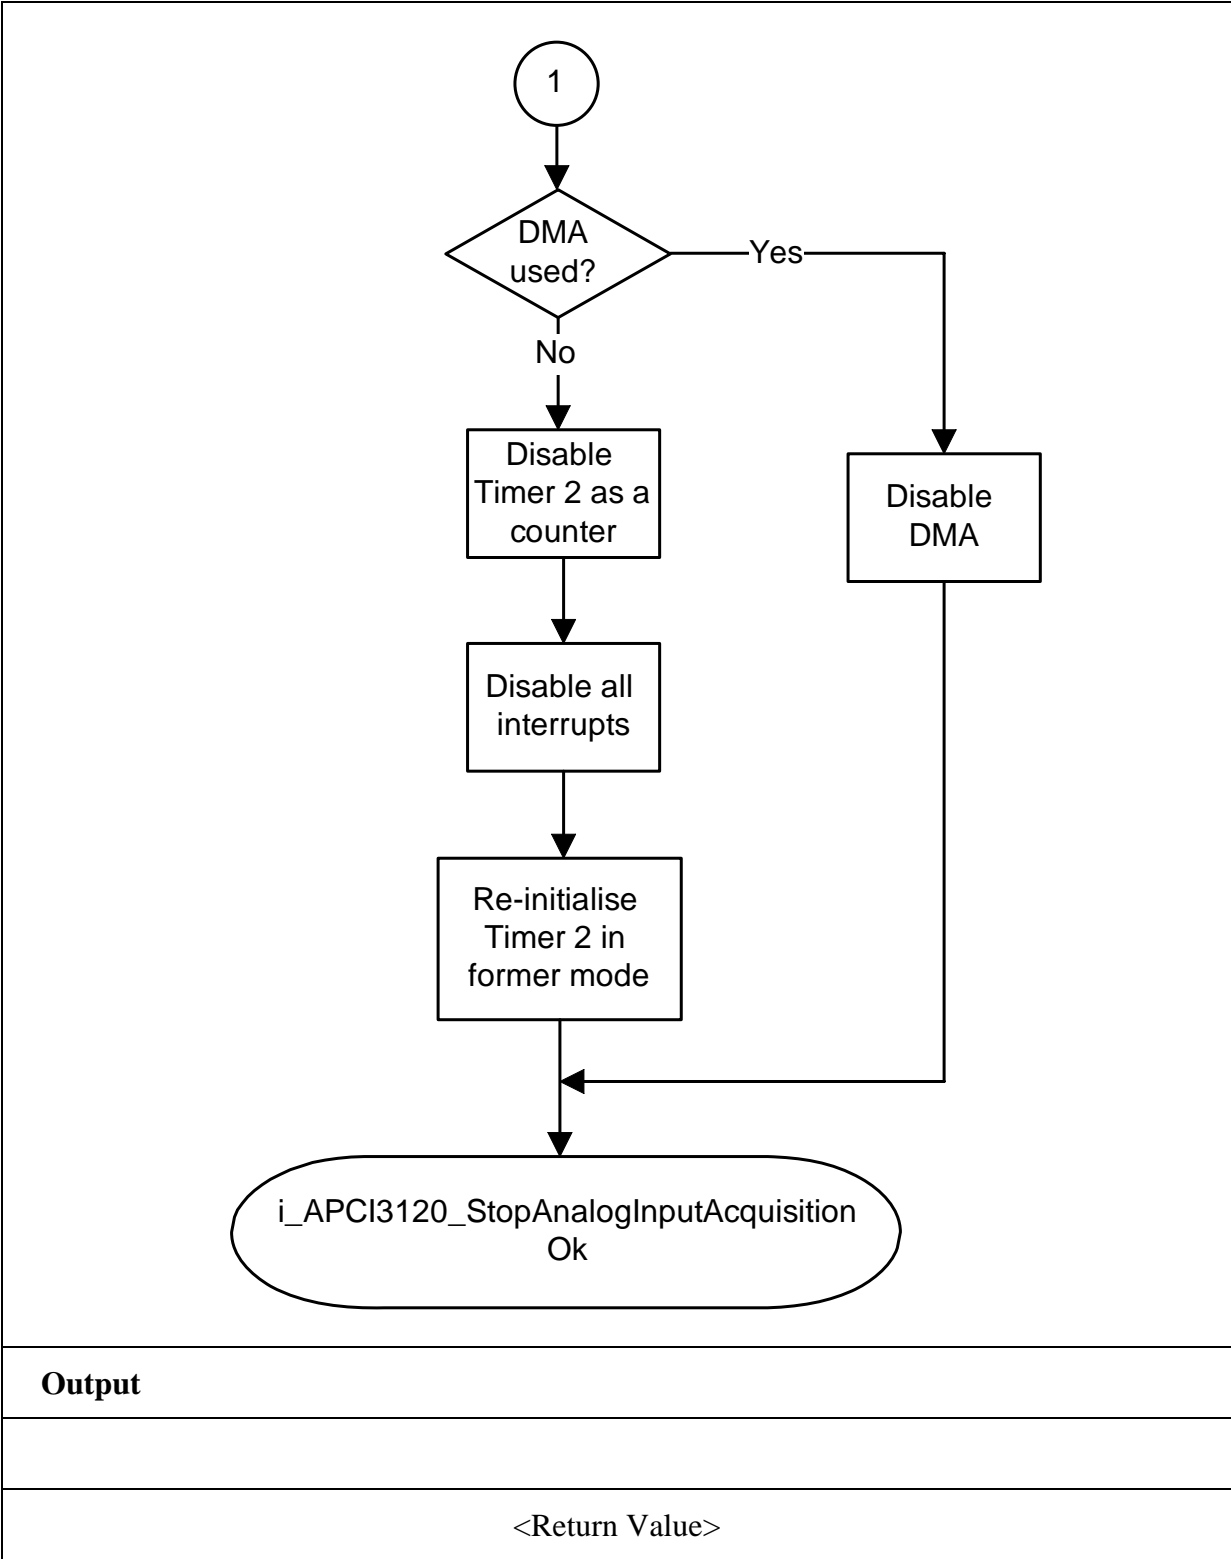 1
DMA
used?
Yes
No
Disable
Timer 2 as a
counter
Disable
DMA
Disable all
interrupts
Re-initialise
Timer 2 in
former mode
i_APCI3120_StopAnalogInputAcquisition
Ok
Output
<Return Value>